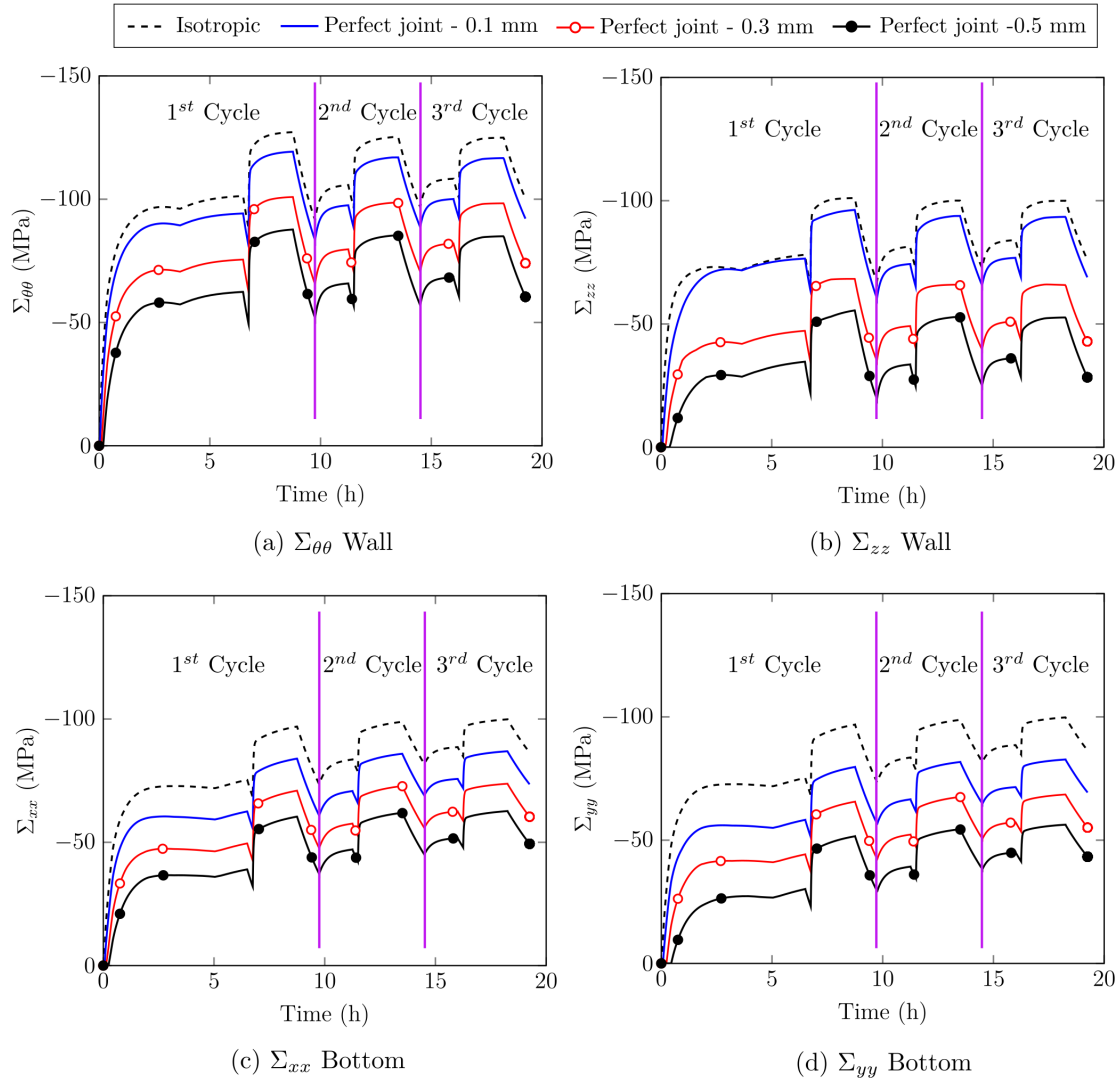 Isotropic Perfect joint - 0.1 mm Perfect joint - 0.3 mm Perfect joint -0.5 mm
−150
−100
−50
0
0 5 10 15 20
Σθθ (MPa)
Time (h)
1st Cycle 2nd Cycle 3rd Cycle
(a) Σθθ Wall
−150
−100
−50
0
0 5 10 15 20
Σzz (MPa)
Time (h)
1st Cycle 2nd Cycle 3rd Cycle
(b) Σzz Wall
−150
−100
−50
0
0 5 10 15 20
Σxx (MPa)
Time (h)
1st Cycle 2nd Cycle 3rd Cycle
(c) Σxx Bottom
−150
−100
−50
0
0 5 10 15 20
Σyy (MPa)
Time (h)
1st Cycle 2nd Cycle 3rd Cycle
(d) Σyy Bottom